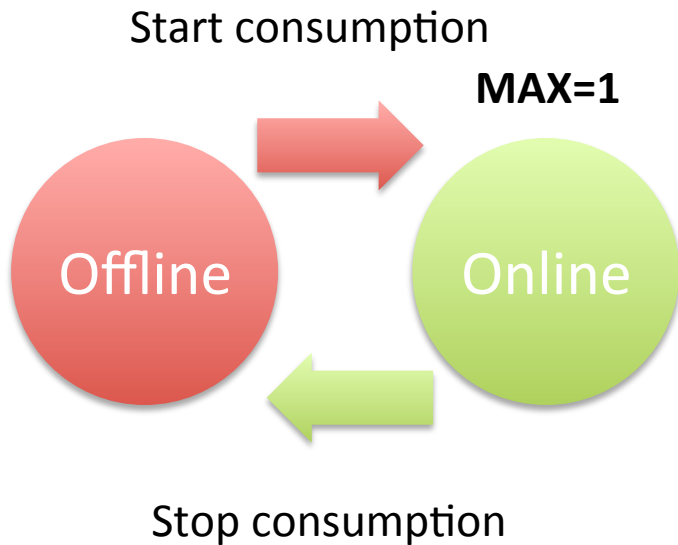 Start consumption
MAX=1
Offline
Online
Stop consumption